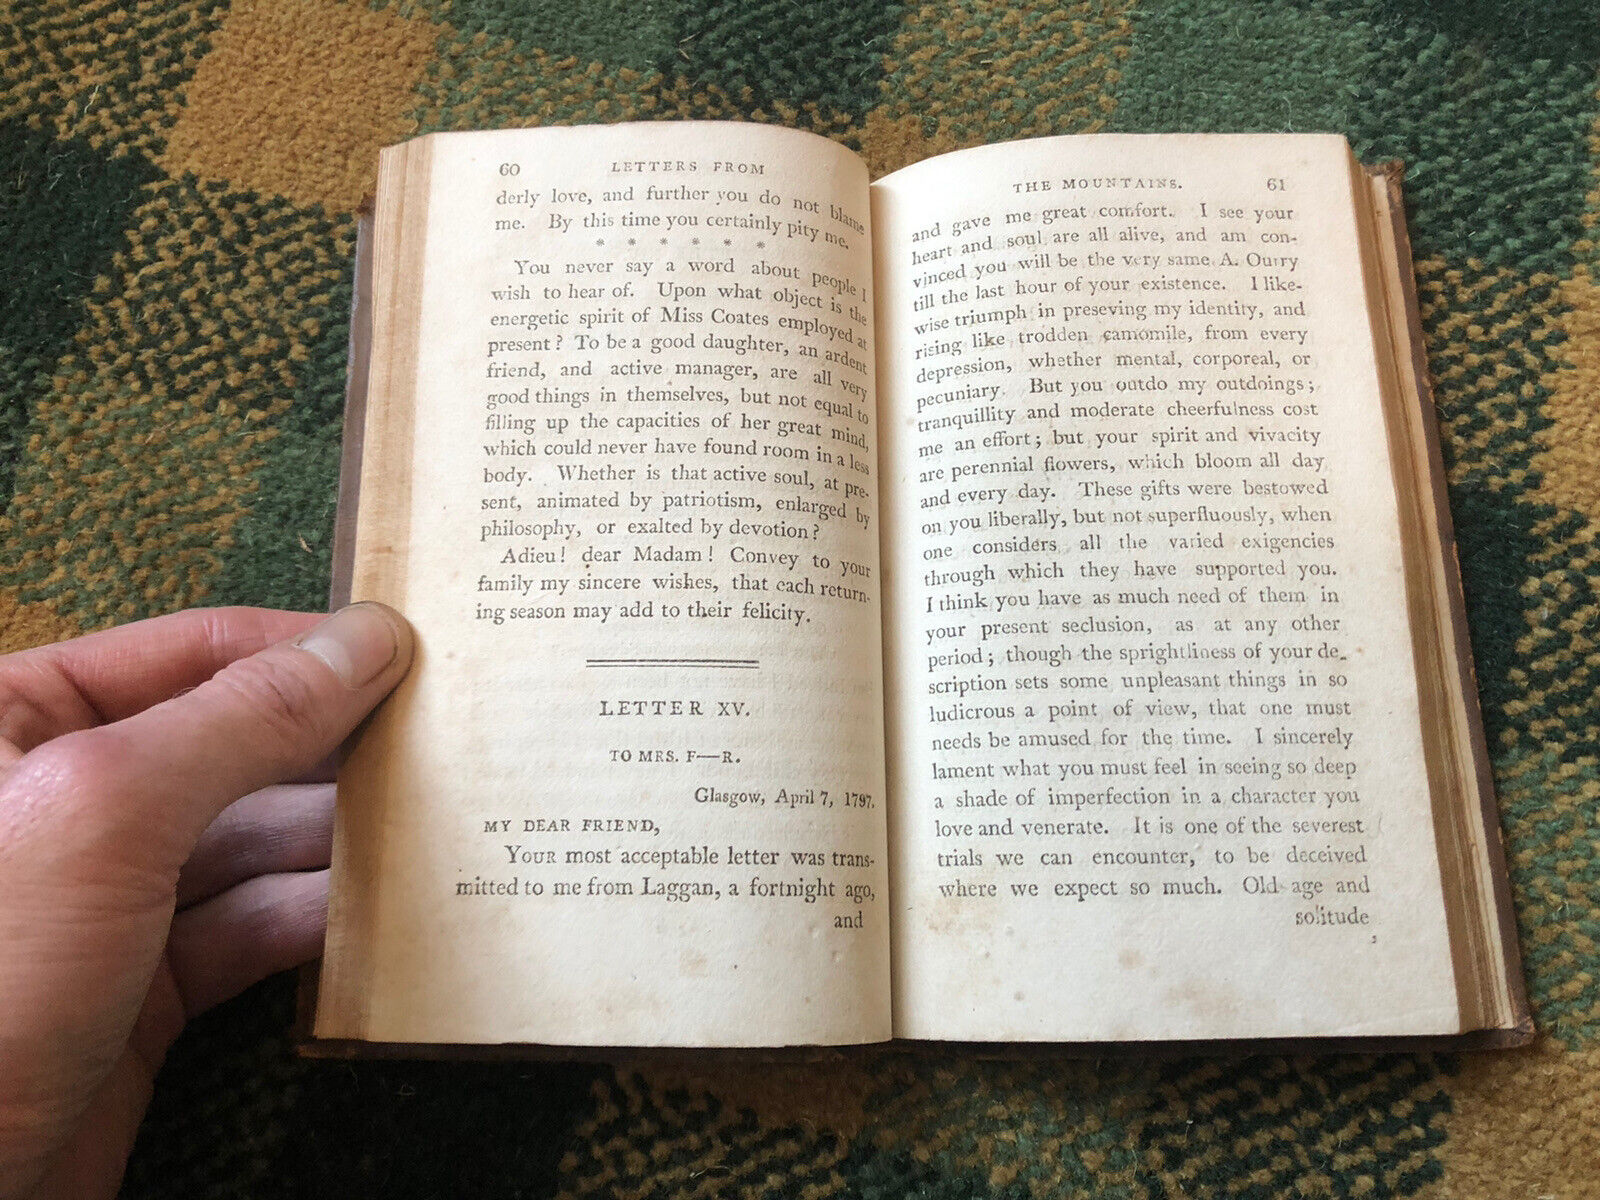 60 LETTERS FROM
derly love, and further you do not blame
me. By this time you certainly pity me.
* * * * * *
You never say a word about people I
wish to hear of. Upon what object is the
energetic spirit of Miss Coates employed at
present? To be a good daughter, an ardent
friend, and active manager, are all very
good things in themselves, but not equal to
filling up the capacities of her great mind,
which could never have found room in a less
body. Whether is that active soul, at pre-
sent, animated by patriotism, enlarged by
philosophy, or exalted by devotion?
Adieu! dear Madam! Convey to your
family my sincere wishes, that each return-
ing season may add to their felicity.
LETTER XV.
TO MRS. F—R.
Glasgow, April 7, 1797.
MY DEAR FRIEND,
YOUR most acceptable letter was trans-
mitted to me from Laggan, a fortnight ago,
and
THE MOUNTAINS. 61
and gave me great comfort. I see your
heart and soul are all alive, and am con-
vinced you will be the very same A. Ourry
till the last hour of your existence. I like-
wise triumph in preseving my identity, and
rising like trodden camomile, from every
depression, whether mental, corporeal, or
pecuniary. But you outdo my outdoings;
tranquillity and moderate cheerfulness cost
me an effort; but your spirit and vivacity
are perennial flowers, which bloom all day
and every day. These gifts were bestowed
on you liberally, but not superfluously, when
one considers all the varied exigencies
through which they have supported you.
I think you have as much need of them in
your present seclusion, as at any other
period; though the sprightliness of your de-
scription sets some unpleasant things in so
ludicrous a point of view, that one must
needs be amused for the time. I sincerely
lament what you must feel in seeing so deep
a shade of imperfection in a character you
love and venerate. It is one of the severest
trials we can encounter, to be deceived
where we expect so much. Old age and
solitude